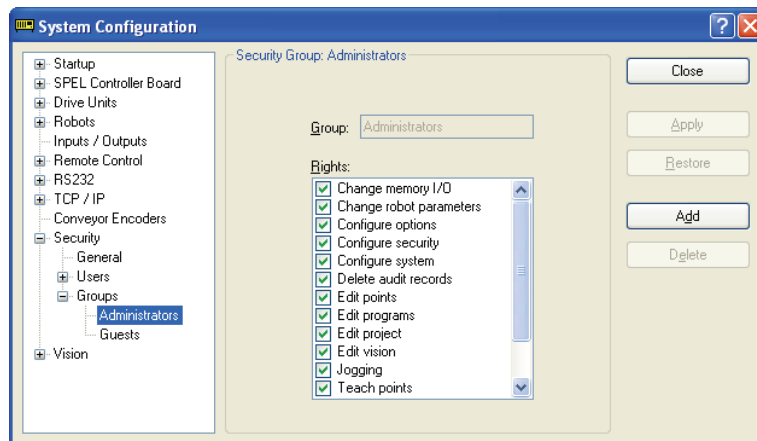 System Configuration
Startup
SPEL Controller Board
Drive Units
Robots
Inputs / Outputs
Remote Control
RS232
TCP / IP
Conveyor Encoders
Security
General
Users
Groups
Administrators
Guests
Vision
Security Group: Administrators
Group: Administrators
Rights:
Change memory I/O
Change robot parameters
Configure options
Configure security
Configure system
Delete audit records
Edit points
Edit programs
Edit project
Edit vision
Jogging
Teach points
Close
Apply
Restore
Add
Delete